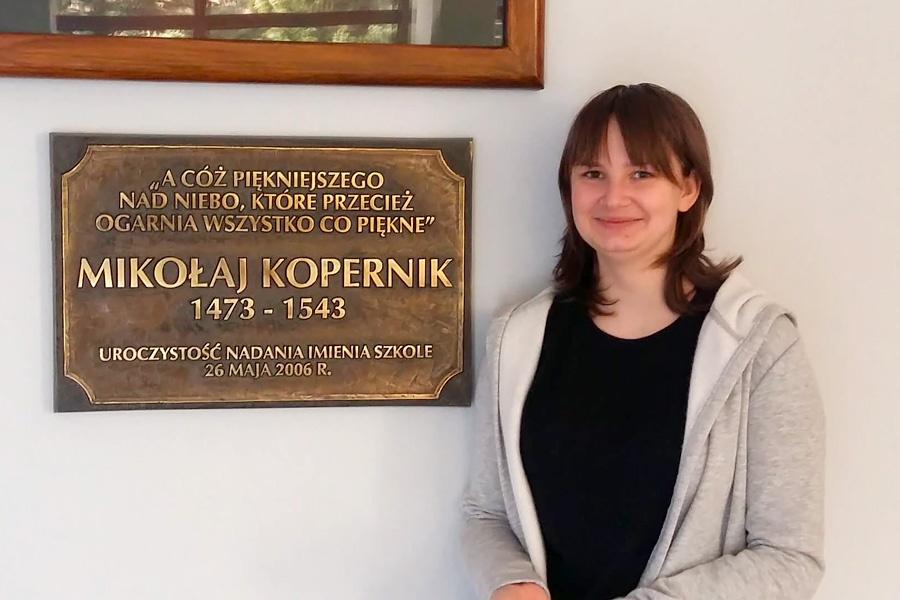 „A CÓŻ PIĘKNIEJSZEGO
NAD NIEBO, KTÓRE PRZECIEŻ
OGARNIA WSZYSTKO CO PIĘKNE”
MIKOŁAJ KOPERNIK
1473 - 1543
UROCZYSTOŚĆ NADANIA IMIENIA SZKOLE
26 MAJA 2006 R.